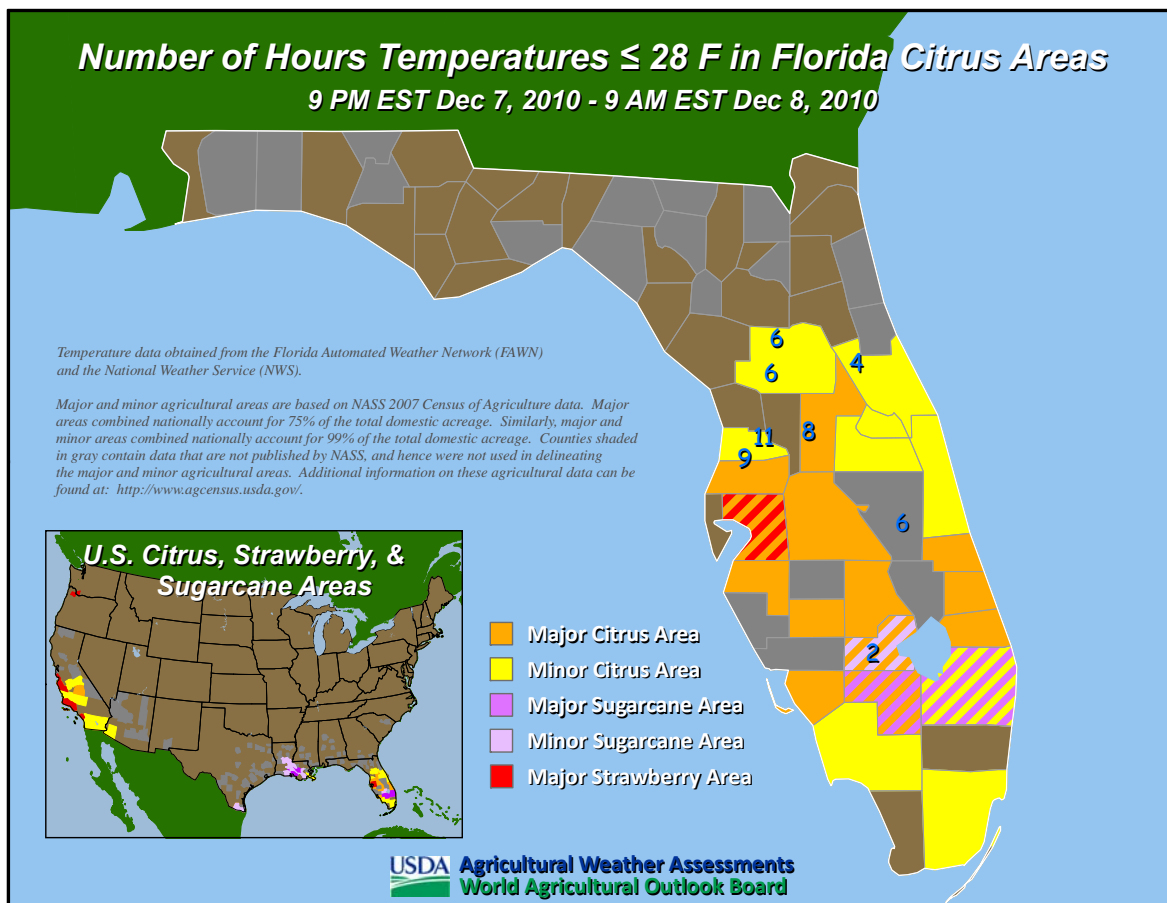 Number of Hours Temperatures ≤ 28 F in Florida Citrus Areas
9 PM EST Dec 7, 2010 - 9 AM EST Dec 8, 2010
Temperature data obtained from the Florida Automated Weather Network (FAWN)
and the National Weather Service (NWS).
Major and minor agricultural areas are based on NASS 2007 Census of Agriculture data. Major
areas combined nationally account for 75% of the total domestic acreage. Similarly, major and
minor areas combined nationally account for 99% of the total domestic acreage. Counties shaded
in gray contain data that are not published by NASS, and hence were not used in delineating
the major and minor agricultural areas. Additional information on these agricultural data can be
found at: http://www.agcensus.usda.gov/.
6
4
6
11
8
9
6
2
U.S. Citrus, Strawberry, &
Sugarcane Areas
Major Citrus Area
Minor Citrus Area
Major Sugarcane Area
Minor Sugarcane Area
Major Strawberry Area
USDA
Agricultural Weather Assessments
World Agricultural Outlook Board